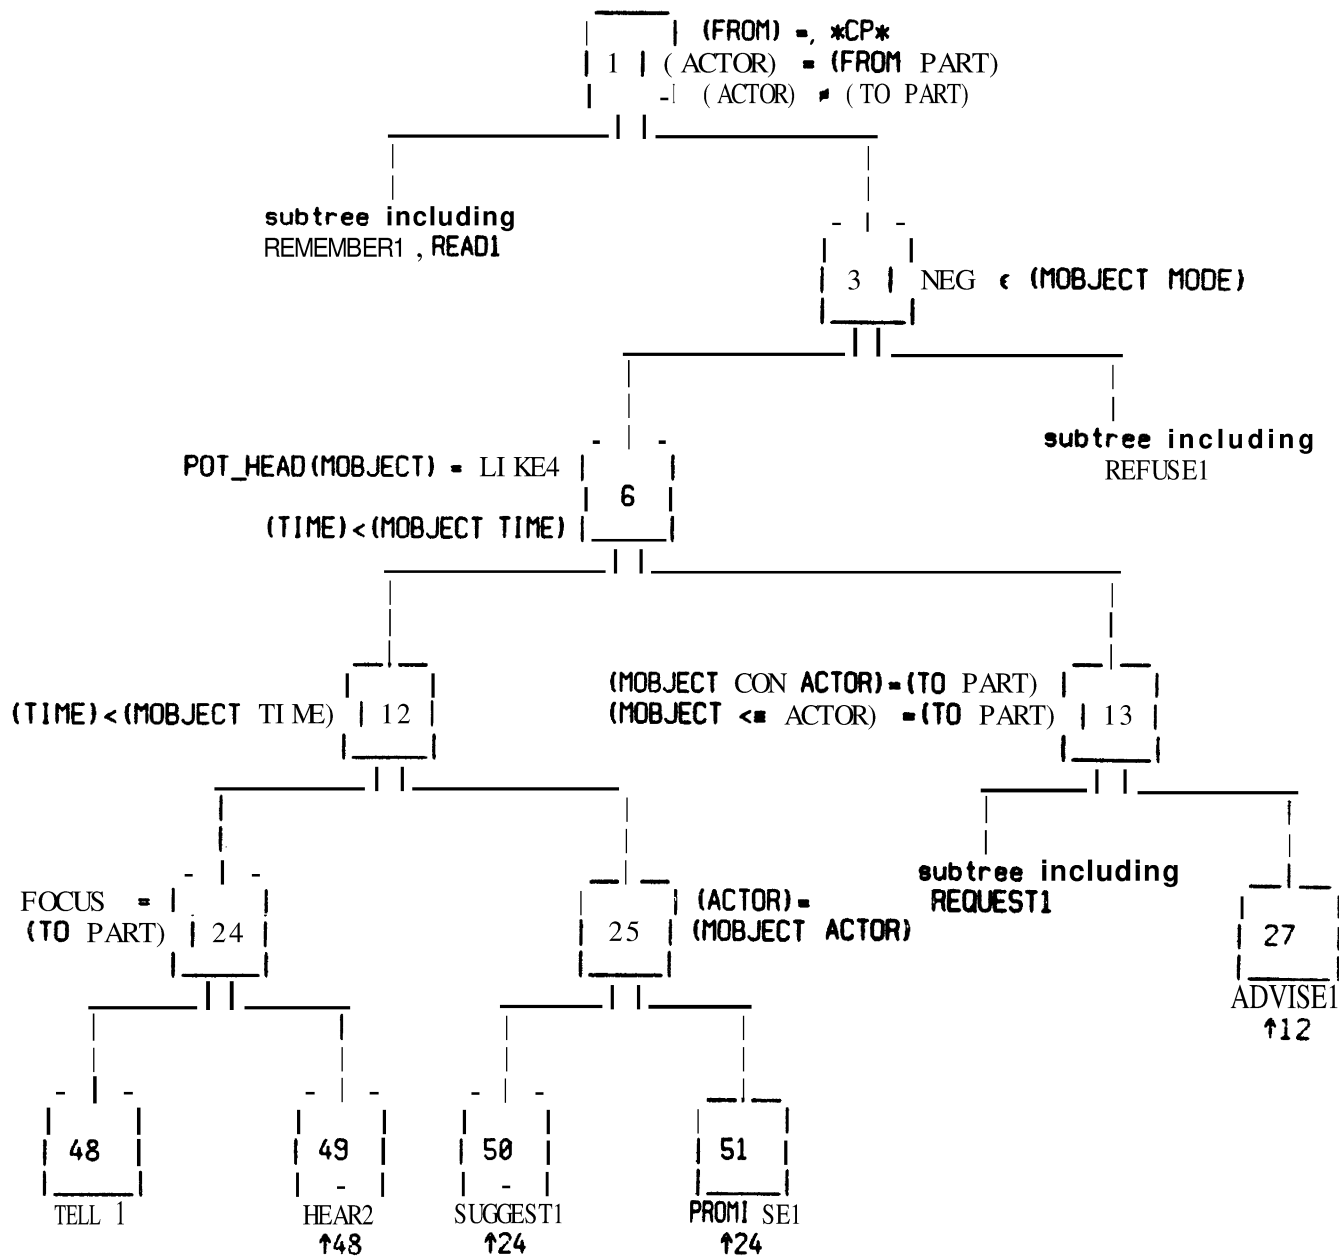 (FROM) =, *CP*
1 (ACTOR) = (FROM PART)
(ACTOR) ≠ (TO PART)
subtree including
REMEMBER1 , READ1
3 NEG ϵ (MOBJECT MODE)
subtree including
REFUSE1
POT_HEAD(MOBJECT) = LIKE4
6
(TIME)<(MOBJECT TIME)
(TIME)<(MOBJECT TIME) 12
(MOBJECT CON ACTOR)=(TO PART)
(MOBJECT <= ACTOR) =(TO PART) 13
FOCUS =
(TO PART) 24
(ACTOR)=
25 (MOBJECT ACTOR)
subtree including
REQUEST1
27
ADVISE1
↑12
48
TELL 1
49
HEAR2
↑48
50
SUGGEST1
↑24
51
PROMISE1
↑24